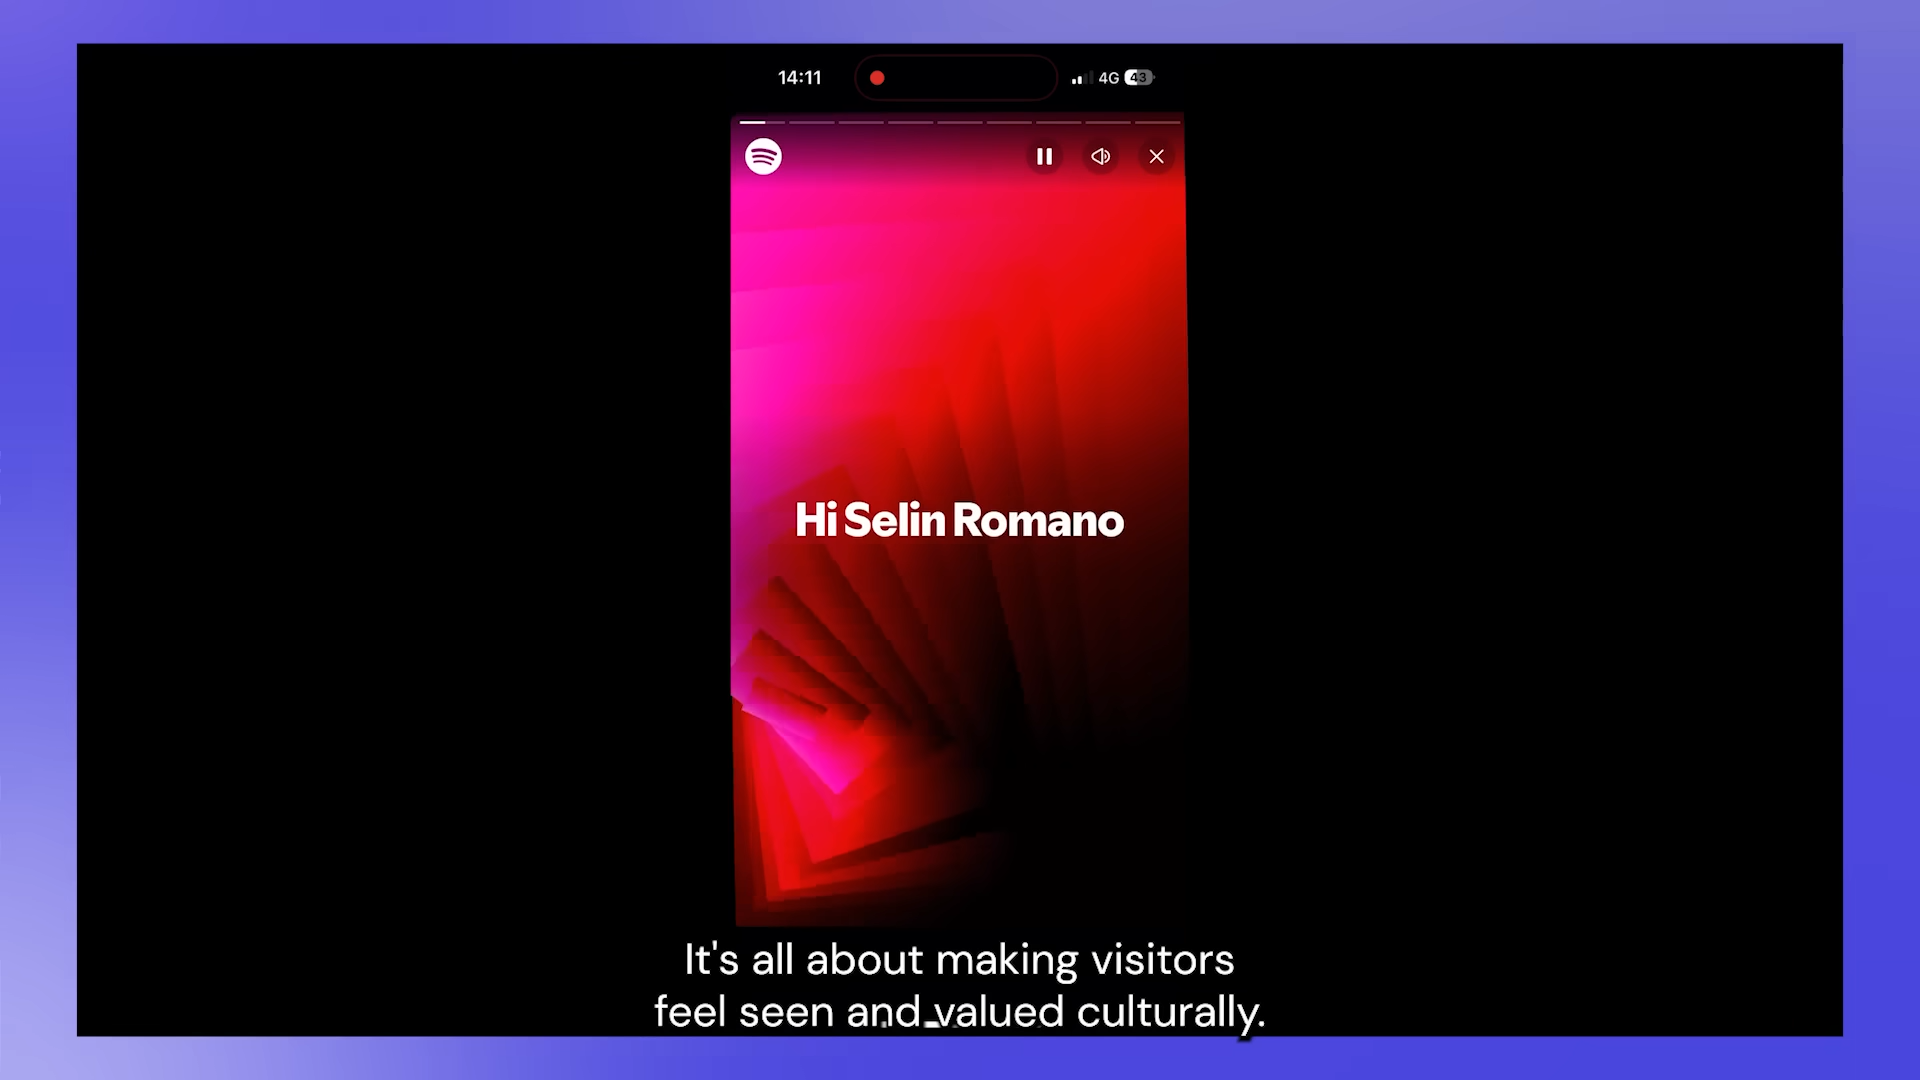 14:11
4G 43
Hi Selin Romano
It's all about making visitors
feel seen and valued culturally.